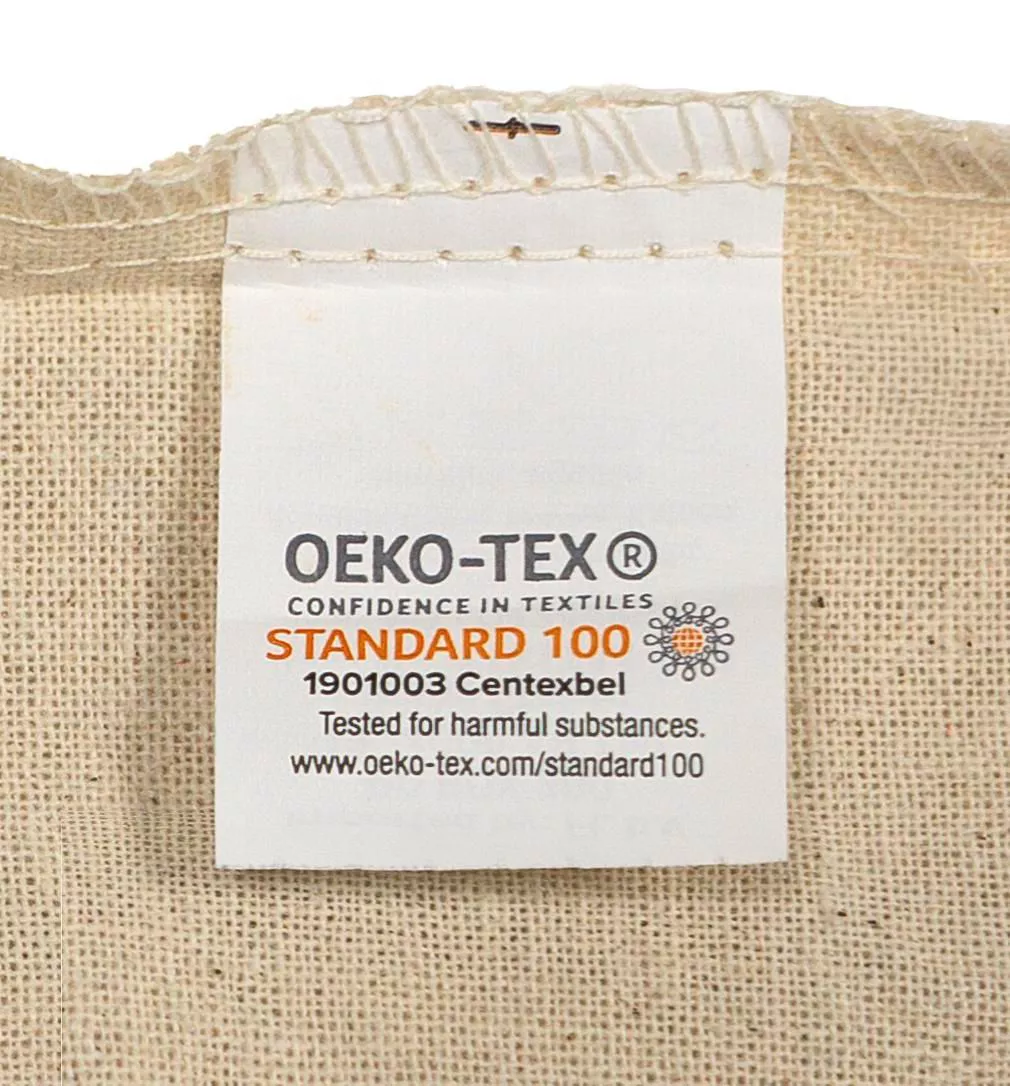 OEKO-TEX®
CONFIDENCE IN TEXTILES
STANDARD 100
1901003 Centexbel
Tested for harmful substances.
www.oeko-tex.com/standard100